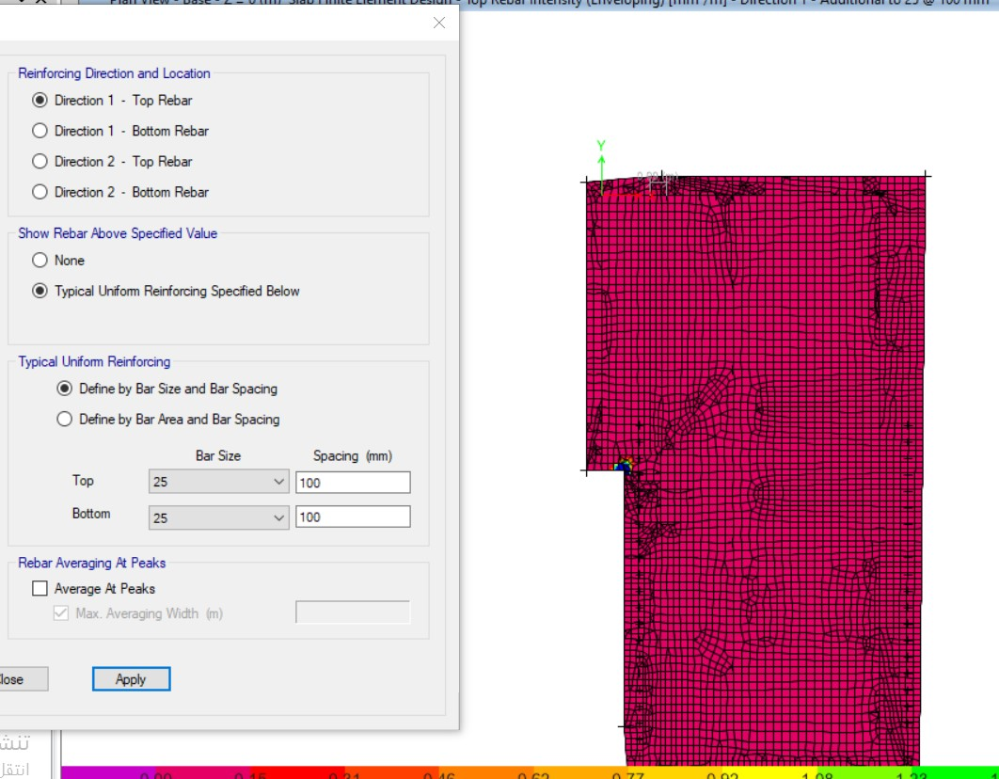 Plan View - Base - Z = 0 (m) Slab Finite Element Design - Top Rebar Intensity (Enveloping) [mm²/m] - Direction 1 - Additional to 25 @ 100 mm
Reinforcing Direction and Location
Direction 1 - Top Rebar
Direction 1 - Bottom Rebar
Direction 2 - Top Rebar
Direction 2 - Bottom Rebar
Show Rebar Above Specified Value
None
Typical Uniform Reinforcing Specified Below
Typical Uniform Reinforcing
Define by Bar Size and Bar Spacing
Define by Bar Area and Bar Spacing
Bar Size Spacing (mm)
Top 25 100
Bottom 25 100
Rebar Averaging At Peaks
Average At Peaks
Max. Averaging Width (m)
Close Apply
Y
0.00 0.15 0.31 0.46 0.62 0.77 0.92 1.08 1.23